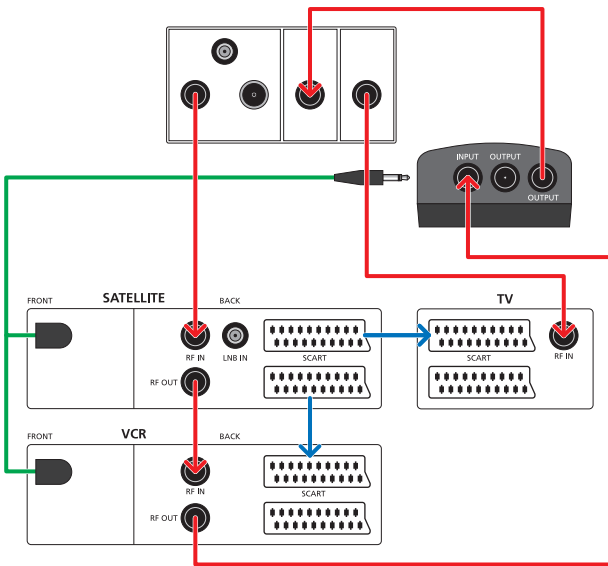 INPUT OUTPUT
OUTPUT
FRONT SATELLITE BACK
RF IN LNB IN SCART
RF OUT
TV
SCART RF IN
FRONT VCR BACK
RF IN SCART
RF OUT